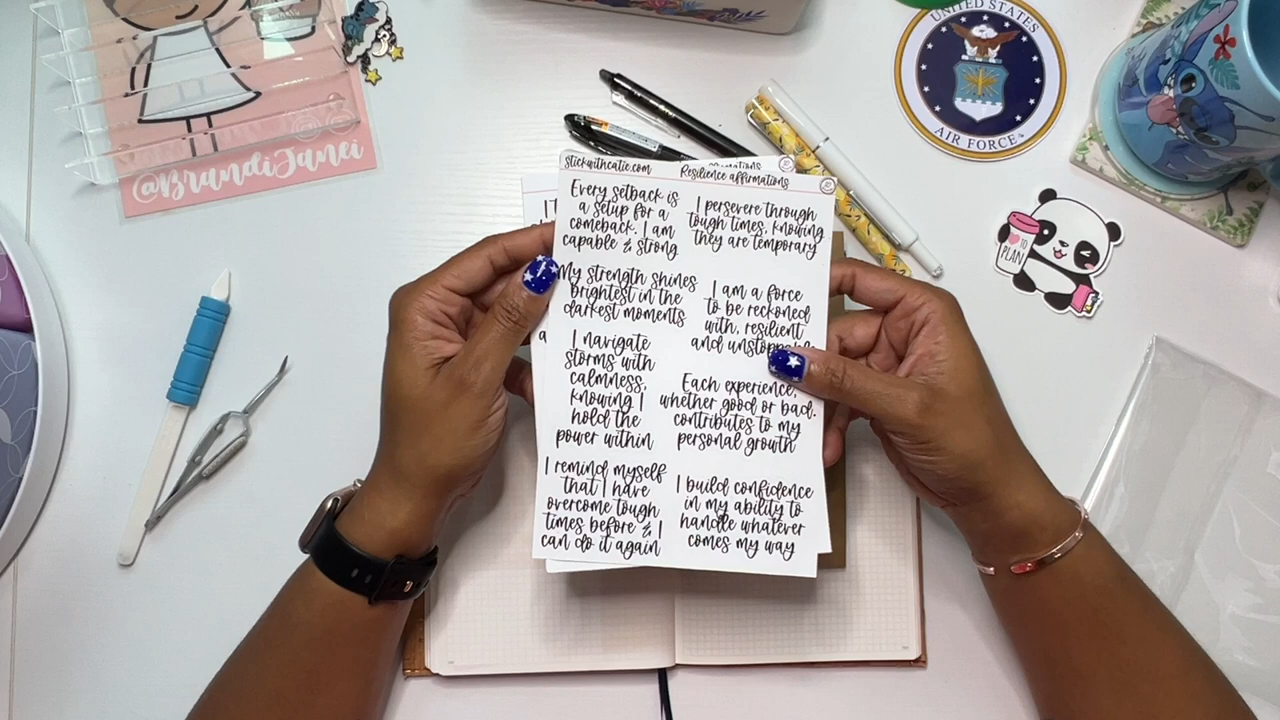 @BrandiJanei
UNITED STATES
AIR FORCE
I
TO
PLAN
stickwithcatie.com
Resilience affirmations
Every setback is
a setup for a
comeback. I am
capable & strong
I persevere through
tough times, knowing
they are temporary
My strength shines
brightest in the
darkest moments
I am a force
to be reckoned
with, resilient
and unstoppable
I navigate
storms with
calmness,
knowing I
hold the
power within
Each experience,
whether good or bad,
contributes to my
personal growth
I remind myself
that I have
overcome tough
times before & I
can do it again
I build confidence
in my ability to
handle whatever
comes my way